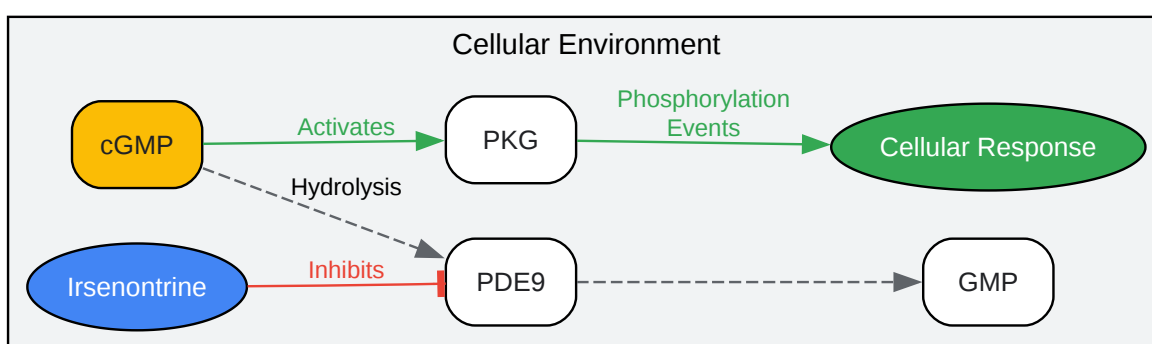 Cellular Environment
Phosphorylation
Events
cGMP
Activates
PKG
Cellular Response
Hydrolysis
Irsenontrine
Inhibits
PDE9
GMP